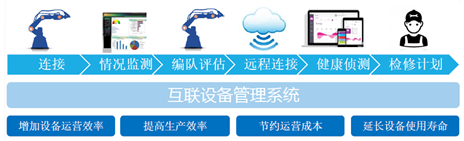 连接 情况监测 编队评估 远程连接 健康侦测 检修计划
互联设备管理系统
增加设备运营效率 提高生产效率 节约运营成本 延长设备使用寿命